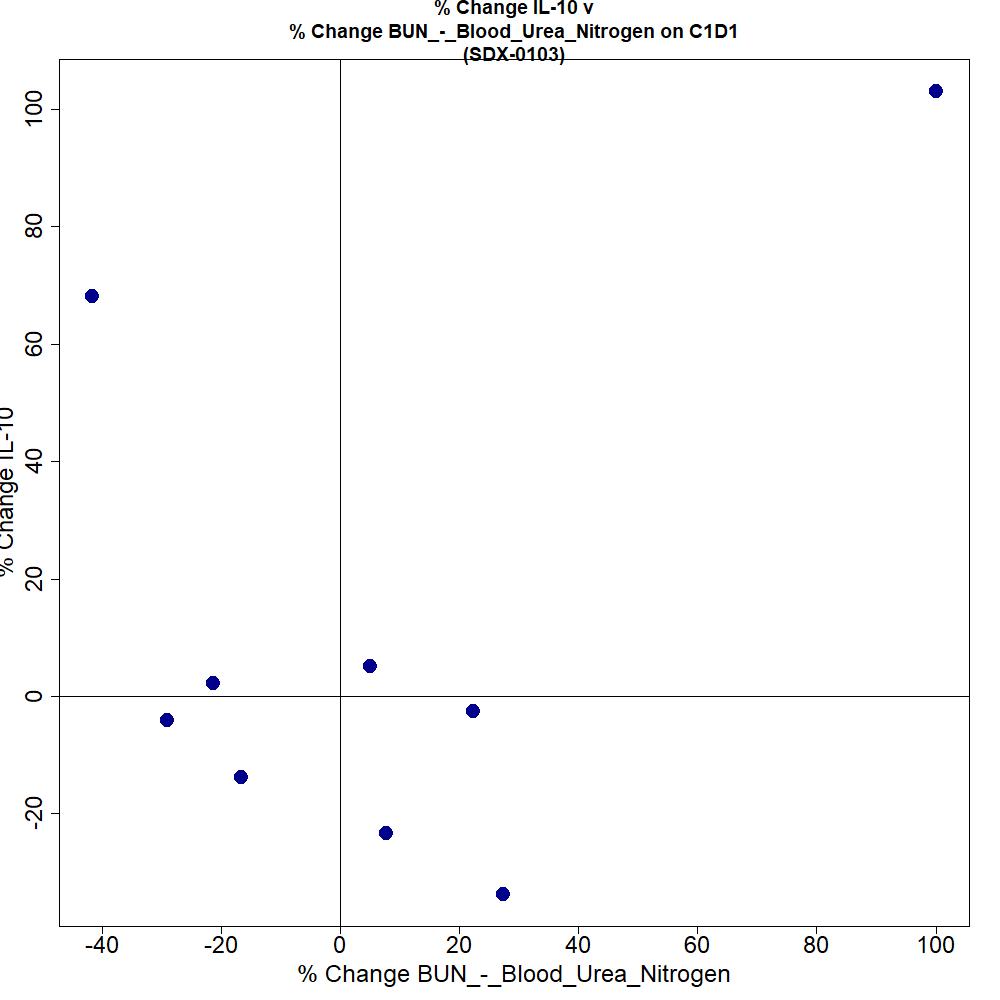 % Change IL-10 v
% Change BUN_-_Blood_Urea_Nitrogen on C1D1
(SDX-0103)
100
80
60
40
20
0
-20
% Change IL-10
-40 -20 0 20 40 60 80 100
% Change BUN_-_Blood_Urea_Nitrogen